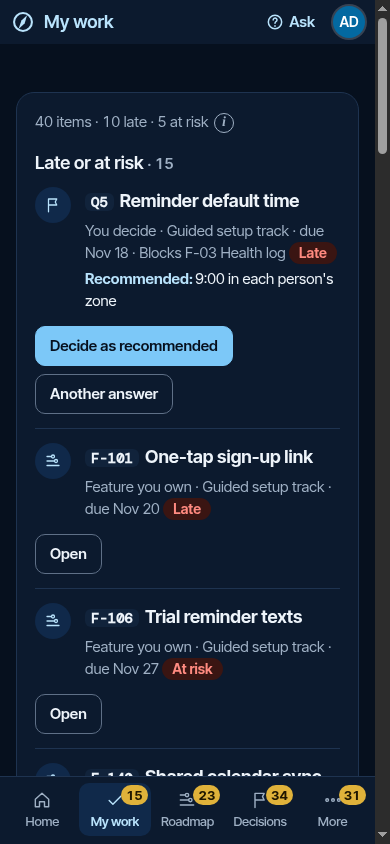 My work
Ask
AD
40 items · 10 late · 5 at risk i
Late or at risk · 15
Q5 Reminder default time
You decide · Guided setup track · due
Nov 18 · Blocks F-03 Health log Late
Recommended: 9:00 in each person's
zone
Decide as recommended
Another answer
F-101 One-tap sign-up link
Feature you own · Guided setup track ·
due Nov 20 Late
Open
F-106 Trial reminder texts
Feature you own · Guided setup track ·
due Nov 27 At risk
Open
15 23 34 31
Home My work Roadmap Decisions More